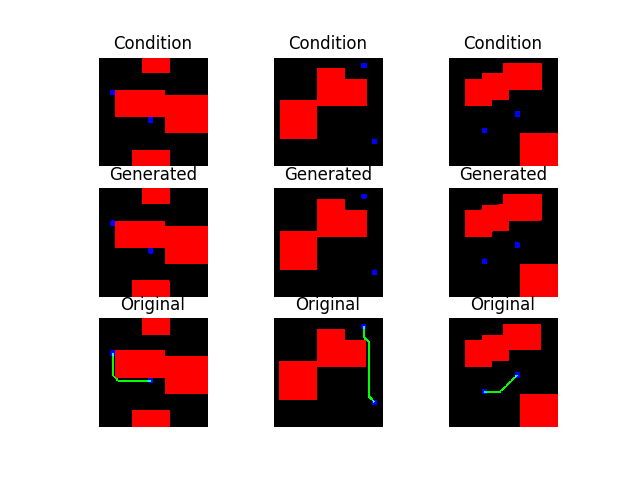 Condition Condition Condition
Generated Generated Generated
Original Original Original